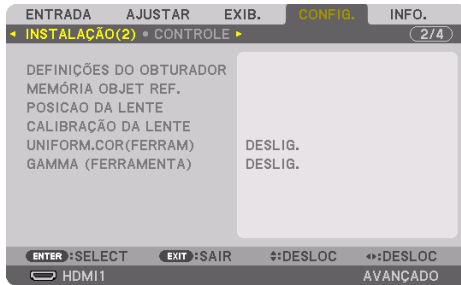 ENTRADA AJUSTAR EXIB. CONFIG. INFO.
INSTALAÇÃO(2) • CONTROLE 2/4
DEFINIÇÕES DO OBTURADOR
MEMÓRIA OBJET REF.
POSICAO DA LENTE
CALIBRAÇÃO DA LENTE
UNIFORM.COR(FERRAM) DESLIG.
GAMMA (FERRAMENTA) DESLIG.
ENTER :SELECT EXIT :SAIR :DESLOC :DESLOC
HDMI1 AVANÇADO